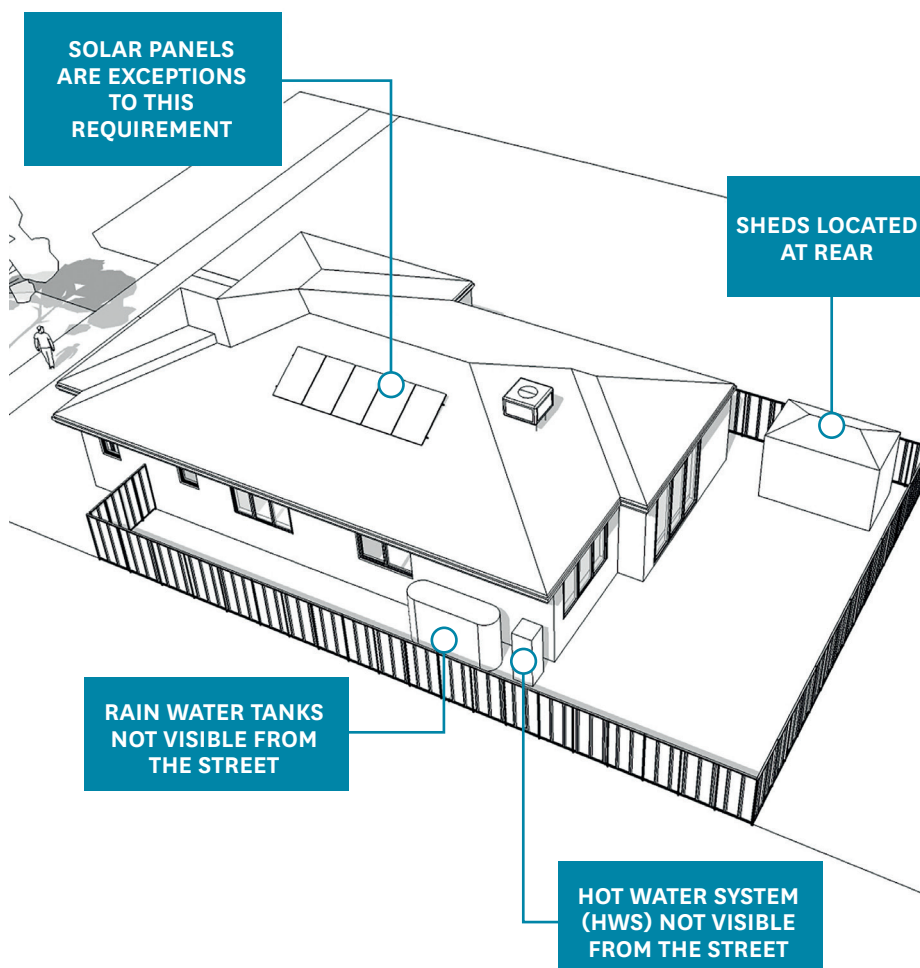 SOLAR PANELS
ARE EXCEPTIONS
TO THIS
REQUIREMENT
SHEDS LOCATED
AT REAR
RAIN WATER TANKS
NOT VISIBLE FROM
THE STREET
HOT WATER SYSTEM
(HWS) NOT VISIBLE
FROM THE STREET